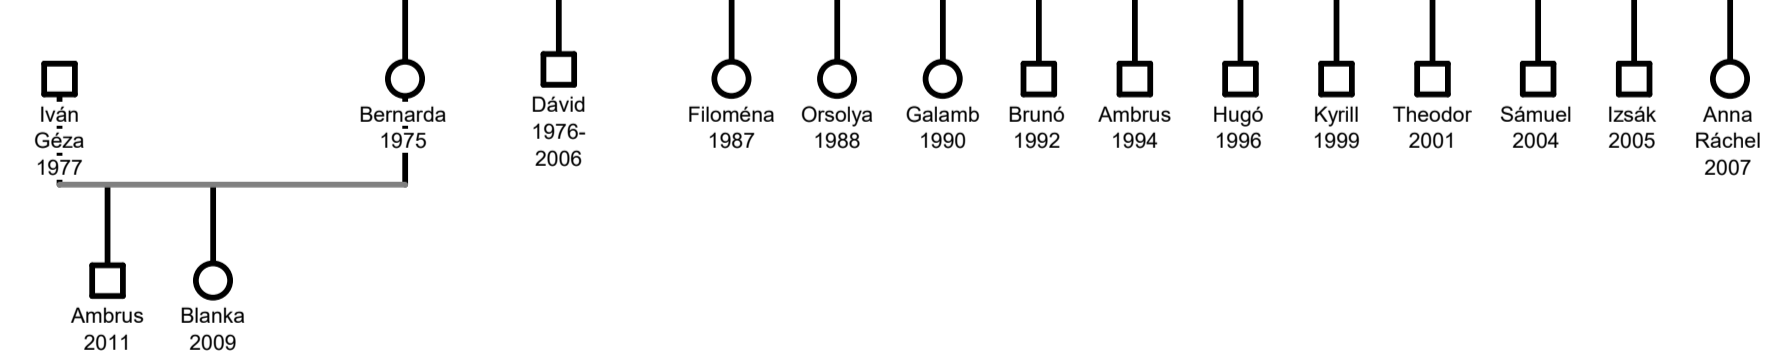 Iván
Géza
1977
Bernarda
1975
Dávid
1976-
2006
Filoména
1987
Orsolya
1988
Galamb
1990
Brunó
1992
Ambrus
1994
Hugó
1996
Kyrill
1999
Theodor
2001
Sámuel
2004
Izsák
2005
Anna
Ráchel
2007
Ambrus
2011
Blanka
2009